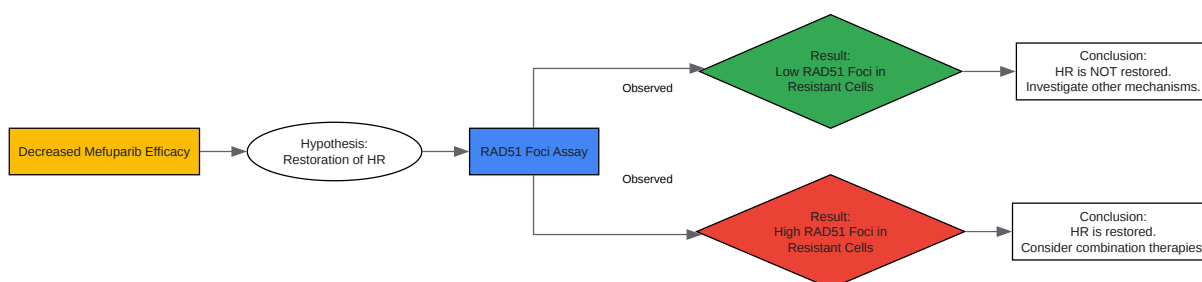 Decreased Mefuparib Efficacy
Hypothesis:
Restoration of HR
RAD51 Foci Assay
Observed
Result:
Low RAD51 Foci in
Resistant Cells
Conclusion:
HR is NOT restored.
Investigate other mechanisms.
Observed
Result:
High RAD51 Foci in
Resistant Cells
Conclusion:
HR is restored.
Consider combination therapies.